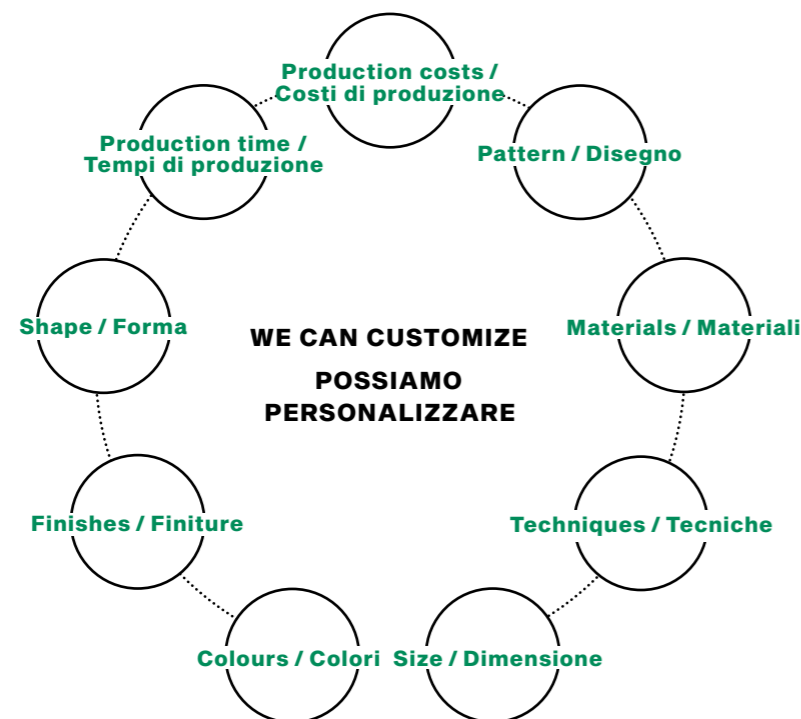 Production costs /
Costi di produzione
Production time /
Tempi di produzione
Pattern / Disegno
Shape / Forma
WE CAN CUSTOMIZE
Materials / Materiali
POSSIAMO
PERSONALIZZARE
Finishes / Finiture
Techniques / Tecniche
Colours / Colori
Size / Dimensione